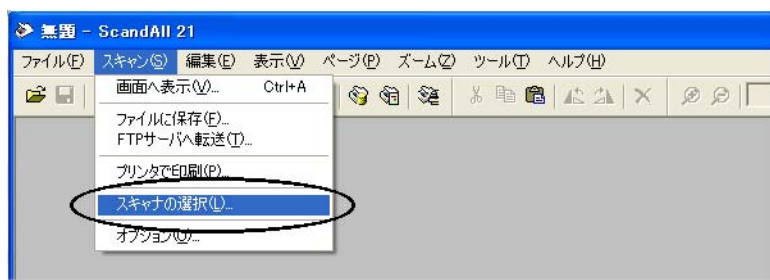 無題 - ScandAll 21
ファイル(F) スキャン(S) 編集(E) 表示(V) ページ(P) ズーム(Z) ツール(T) ヘルプ(H)
画面へ表示(V)... Ctrl+A
ファイルに保存(F)...
FTPサーバへ転送(T)...
プリンタで印刷(P)...
スキャナの選択(L)...
オプション(O)...